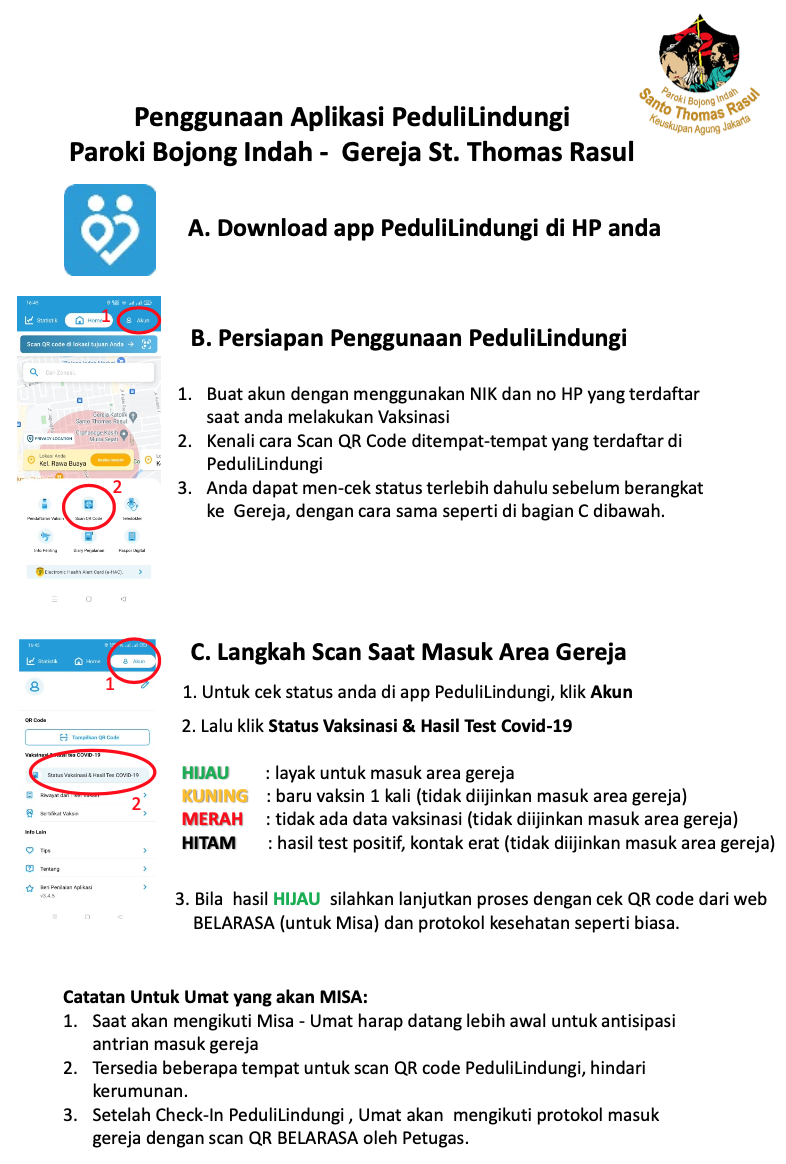 Paroki Bojong Indah
Santo Thomas Rasul
Keuskupan Agung Jakarta
Penggunaan Aplikasi PeduliLindungi
Paroki Bojong Indah - Gereja St. Thomas Rasul
A. Download app PeduliLindungi di HP anda
16:45
1
Statistik
Home
Akun
Scan QR code di lokasi tujuan Anda
Cari Zonasi..
Gereja Katolik
Santo Thomas Rasul
PRIVACY LOCATION
Lokasi Anda
Kel. Rawa Buaya
2
Pendaftaran Vaksin
Scan QR Code
Teledokter
Info Penting
Diary Perjalanan
Paspor Digital
Electronic Health Alert Card (e-HAC).
B. Persiapan Penggunaan PeduliLindungi
1. Buat akun dengan menggunakan NIK dan no HP yang terdaftar
saat anda melakukan Vaksinasi
2. Kenali cara Scan QR Code ditempat-tempat yang terdaftar di
PeduliLindungi
3. Anda dapat men-cek status terlebih dahulu sebelum berangkat
ke Gereja, dengan cara sama seperti di bagian C dibawah.
16:45
Statistik
Home
Akun
1
QR Code
Tampilkan QR Code
Vaksinasi & Hasil Tes COVID-19
Status Vaksinasi & Hasil Tes COVID-19
2
Riwayat dan Tiket Vaksin
Sertifikat Vaksin
Info Lain
Tips
Tentang
Beri Penilaian Aplikasi
v3.4.5
C. Langkah Scan Saat Masuk Area Gereja
1. Untuk cek status anda di app PeduliLindungi, klik Akun
2. Lalu klik Status Vaksinasi & Hasil Test Covid-19
HIJAU : layak untuk masuk area gereja
KUNING : baru vaksin 1 kali (tidak diijinkan masuk area gereja)
MERAH : tidak ada data vaksinasi (tidak diijinkan masuk area gereja)
HITAM : hasil test positif, kontak erat (tidak diijinkan masuk area gereja)
3. Bila hasil HIJAU silahkan lanjutkan proses dengan cek QR code dari web
BELARASA (untuk Misa) dan protokol kesehatan seperti biasa.
Catatan Untuk Umat yang akan MISA:
1. Saat akan mengikuti Misa - Umat harap datang lebih awal untuk antisipasi
antrian masuk gereja
2. Tersedia beberapa tempat untuk scan QR code PeduliLindungi, hindari
kerumunan.
3. Setelah Check-In PeduliLindungi , Umat akan mengikuti protokol masuk
gereja dengan scan QR BELARASA oleh Petugas.